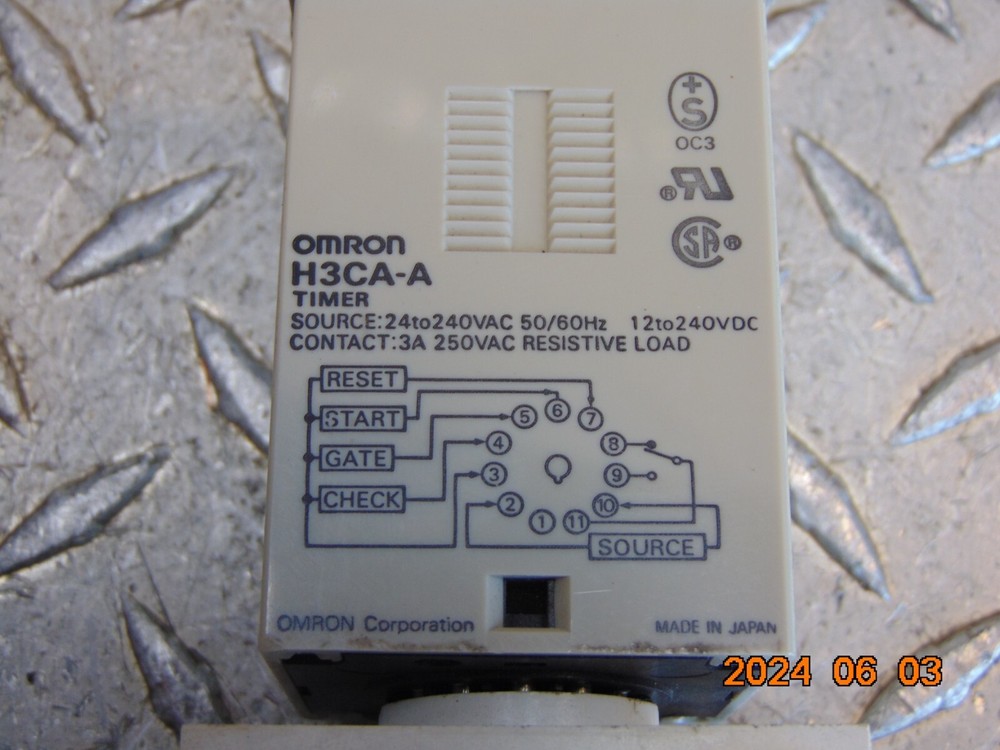 +S
OC3
®UR
SA®
OMRON
H3CA-A
TIMER
SOURCE:24to240VAC 50/60Hz 12to240VDC
CONTACT:3A 250VAC RESISTIVE LOAD
RESET
START
GATE
CHECK
6
5
7
4
8
3
9
2
10
1
11
SOURCE
OMRON Corporation
MADE IN JAPAN
2024 06 03